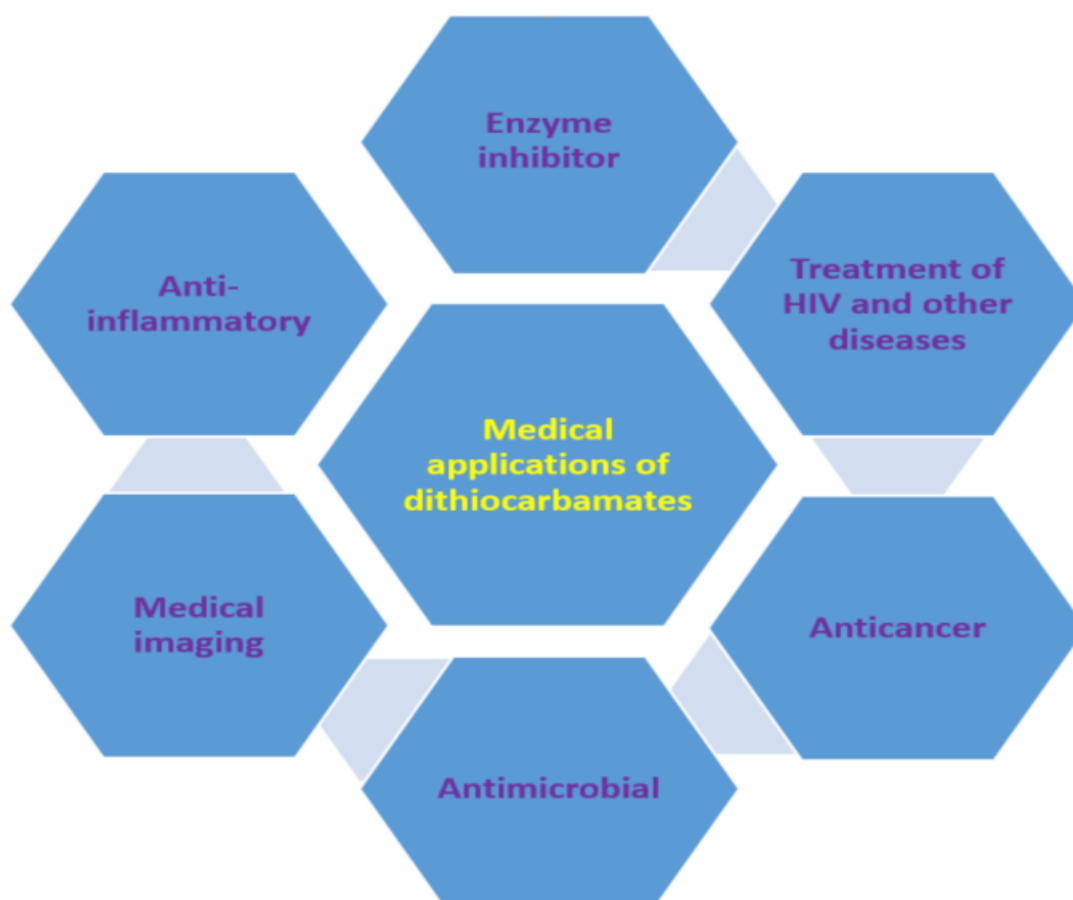 Enzyme
inhibitor
Treatment of
HIV and other
diseases
Anticancer
Antimicrobial
Medical
imaging
Anti-
inflammatory
Medical
applications of
dithiocarbamates